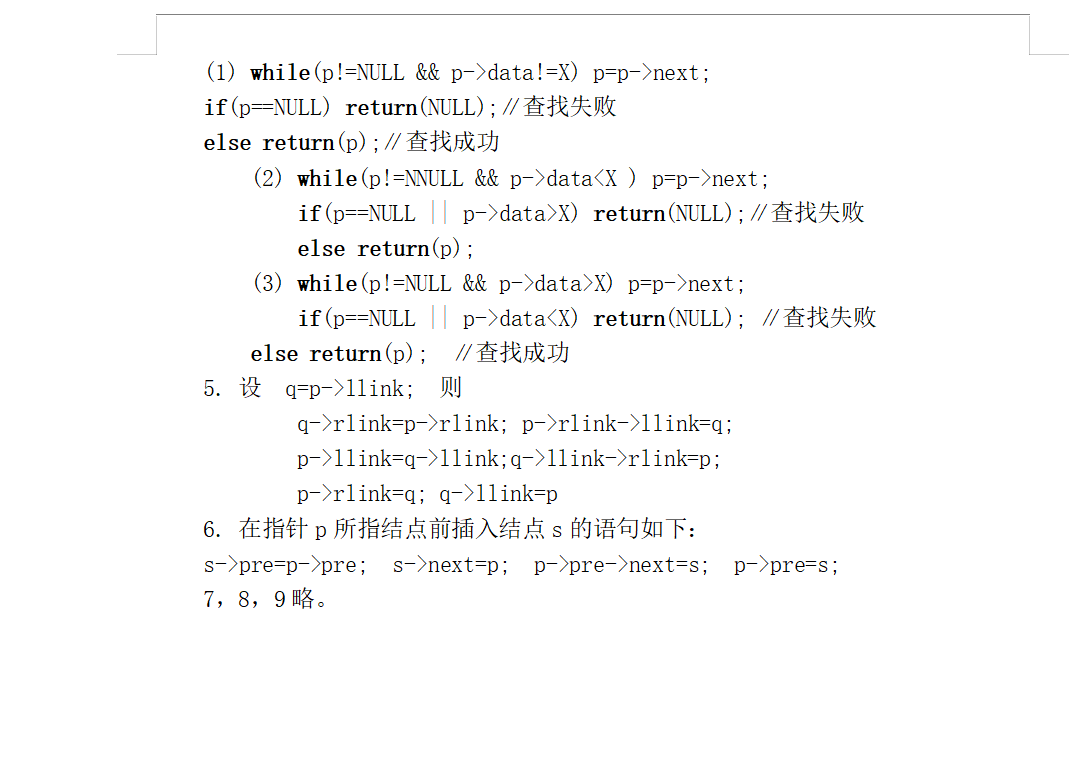 (1) while(p!=NULL && p->data!=X) p=p->next;
if(p==NULL) return(NULL);//查找失败
else return(p);//查找成功
(2) while(p!=NNULL && p->data<X ) p=p->next;
if(p==NULL || p->data>X) return(NULL);//查找失败
else return(p);
(3) while(p!=NULL && p->data>X) p=p->next;
if(p==NULL || p->data<X) return(NULL); //查找失败
else return(p); //查找成功
5. 设 q=p->llink; 则
q->rlink=p->rlink; p->rlink->llink=q;
p->llink=q->llink;q->llink->rlink=p;
p->rlink=q; q->llink=p
6. 在指针 p 所指结点前插入结点 s 的语句如下：
s->pre=p->pre; s->next=p; p->pre->next=s; p->pre=s;
7，8，9 略。